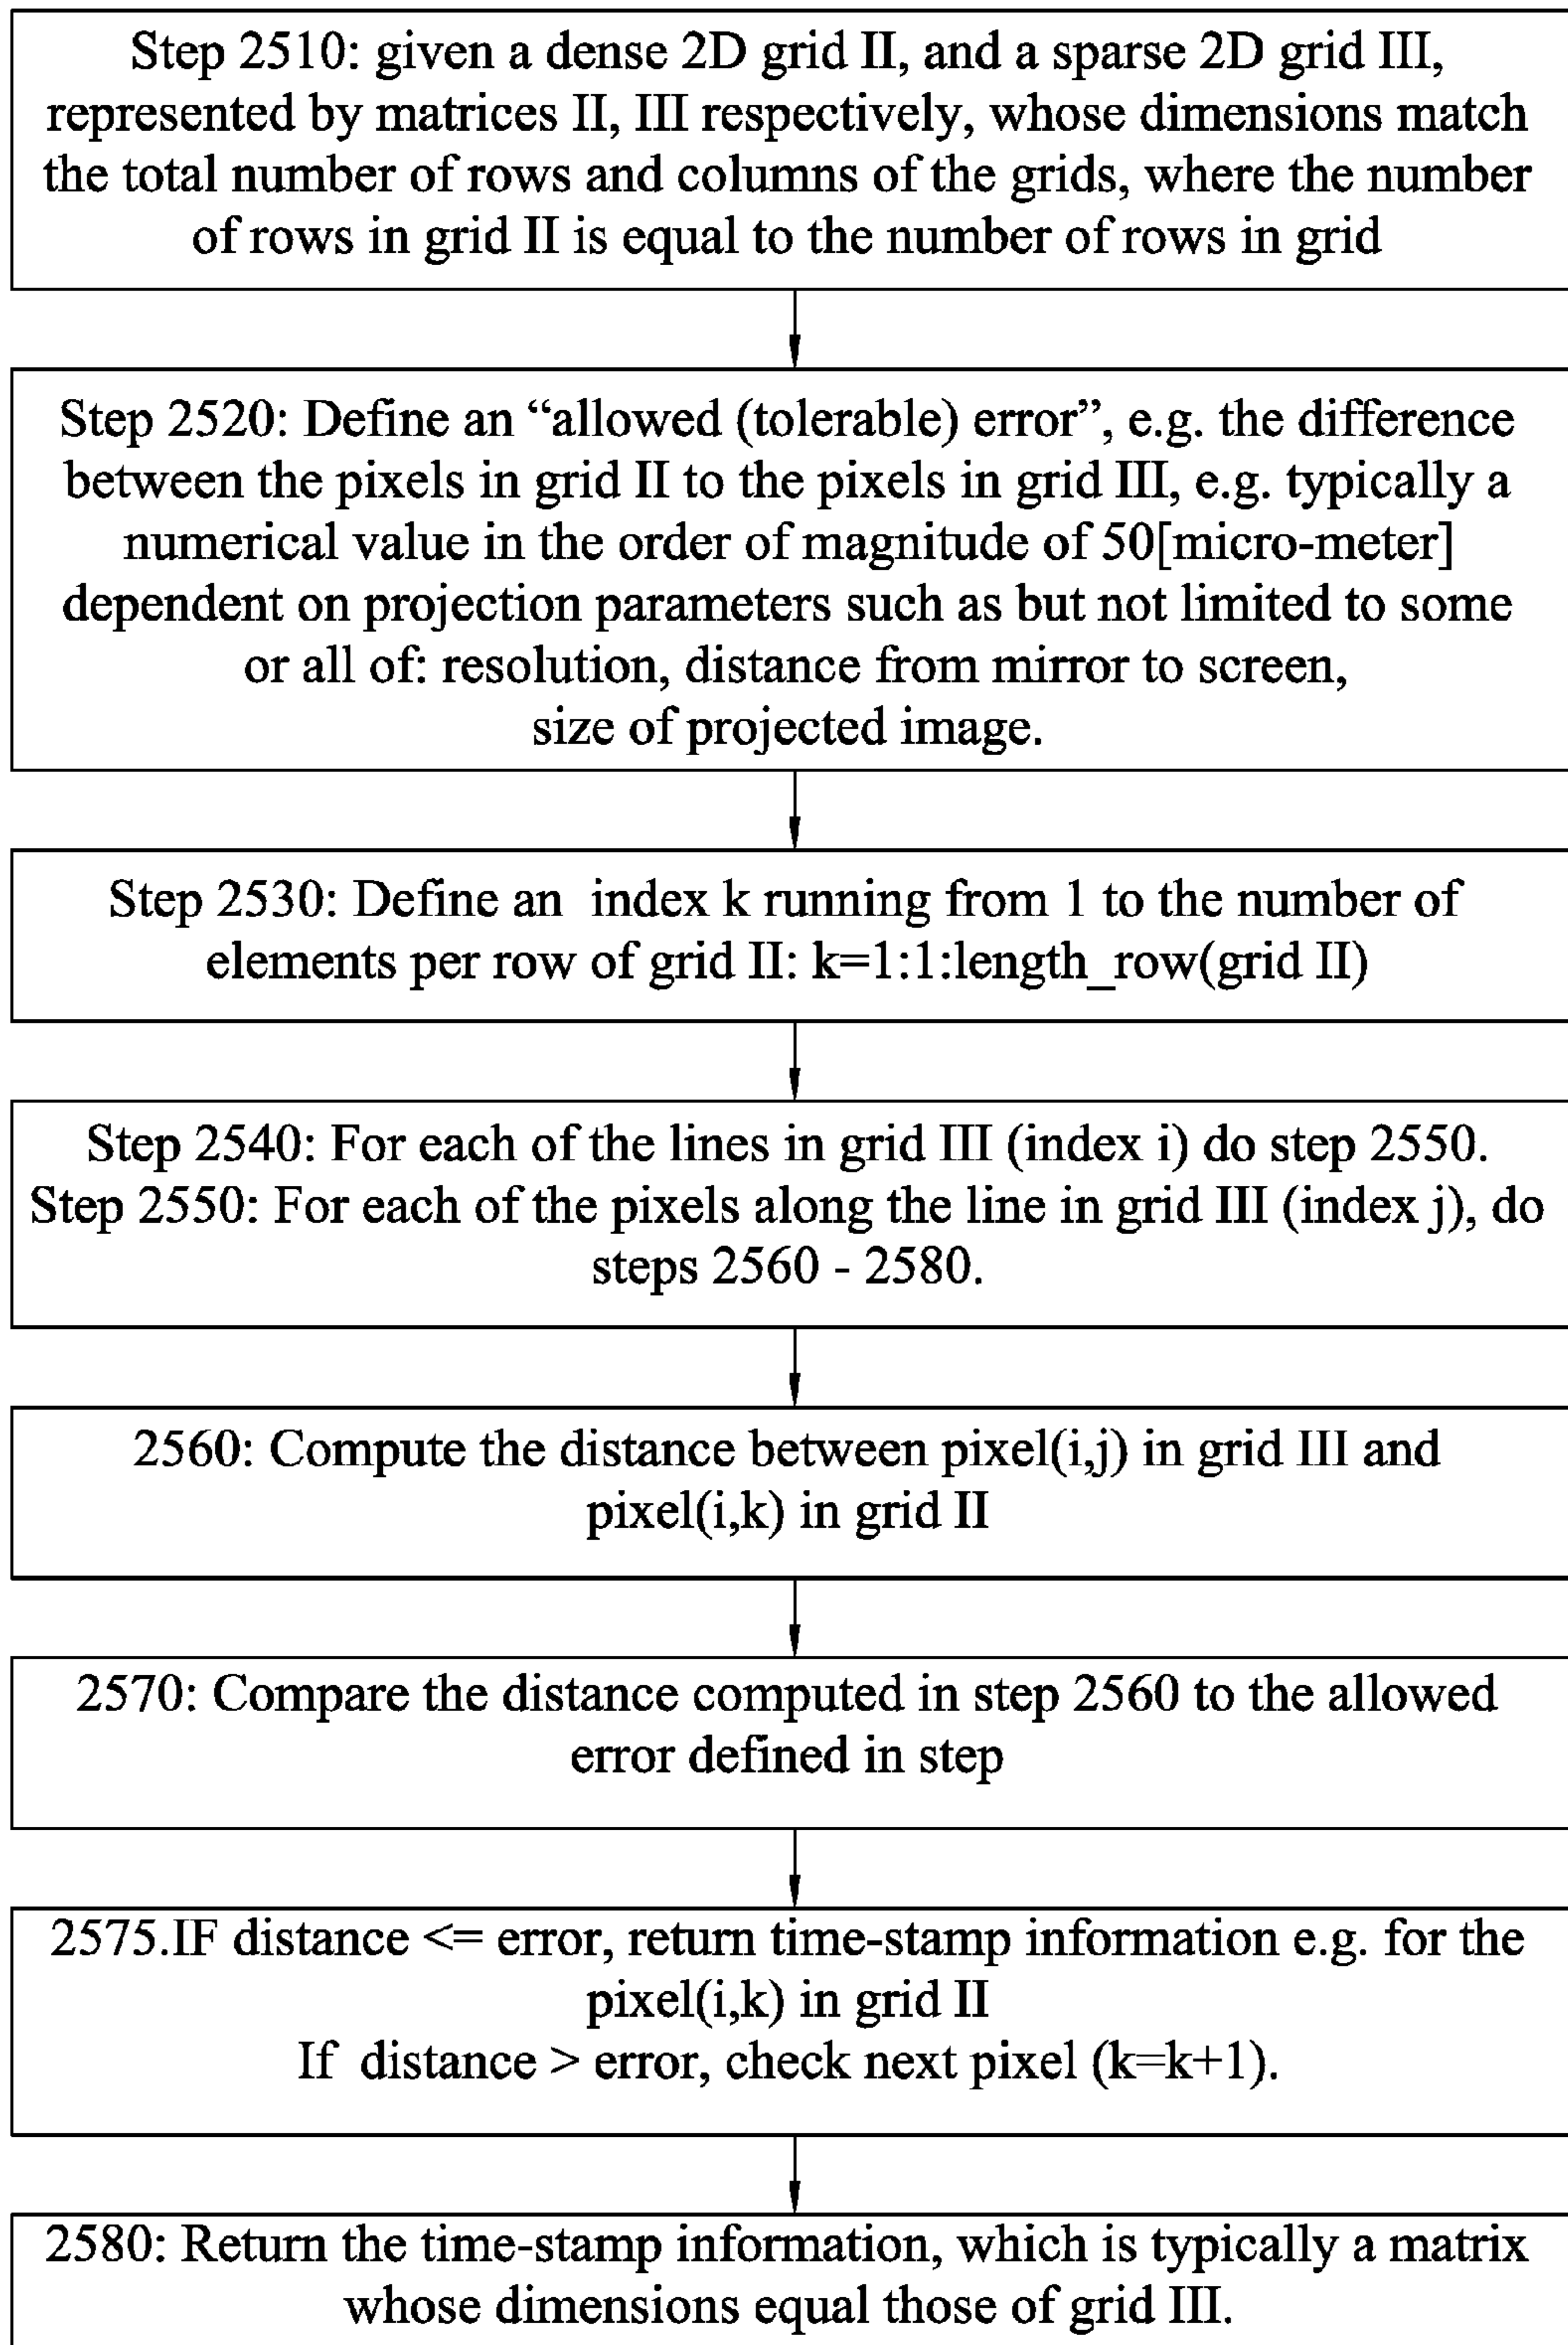 Step 2510: given a dense 2D grid II, and a sparse 2D grid III,
represented by matrices II, III respectively, whose dimensions match
the total number of rows and columns of the grids, where the number
of rows in grid II is equal to the number of rows in grid
Step 2520: Define an “allowed (tolerable) error”, e.g. the difference
between the pixels in grid II to the pixels in grid III, e.g. typically a
numerical value in the order of magnitude of 50[micro-meter]
dependent on projection parameters such as but not limited to some
or all of: resolution, distance from mirror to screen,
size of projected image.
Step 2530: Define an index k running from 1 to the number of
elements per row of grid II: k=1:1:length_row(grid II)
Step 2540: For each of the lines in grid III (index i) do step 2550.
Step 2550: For each of the pixels along the line in grid III (index j), do
steps 2560 - 2580.
2560: Compute the distance between pixel(i,j) in grid III and
pixel(i,k) in grid II
2570: Compare the distance computed in step 2560 to the allowed
error defined in step
2575.IF distance <= error, return time-stamp information e.g. for the
pixel(i,k) in grid II
If distance > error, check next pixel (k=k+1).
2580: Return the time-stamp information, which is typically a matrix
whose dimensions equal those of grid III.